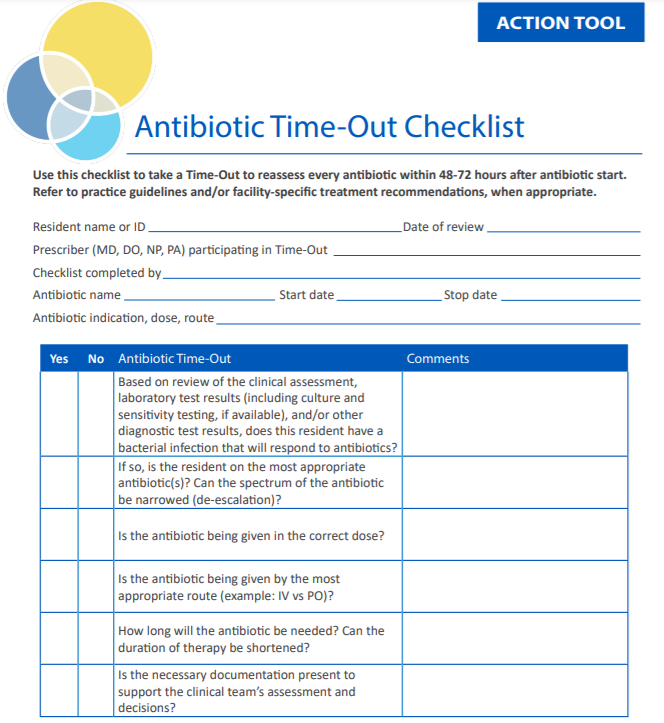 ACTION TOOL
Antibiotic Time-Out Checklist
Use this checklist to take a Time-Out to reassess every antibiotic within 48-72 hours after antibiotic start.
Refer to practice guidelines and/or facility-specific treatment recommendations, when appropriate.
Resident name or ID Date of review
Prescriber (MD, DO, NP, PA) participating in Time-Out
Checklist completed by
Antibiotic name Start date Stop date
Antibiotic indication, dose, route
Yes No Antibiotic Time-Out Comments
Based on review of the clinical assessment,
laboratory test results (including culture and
sensitivity testing, if available), and/or other
diagnostic test results, does this resident have a
bacterial infection that will respond to antibiotics?
If so, is the resident on the most appropriate
antibiotic(s)? Can the spectrum of the antibiotic
be narrowed (de-escalation)?
Is the antibiotic being given in the correct dose?
Is the antibiotic being given by the most
appropriate route (example: IV vs PO)?
How long will the antibiotic be needed? Can the
duration of therapy be shortened?
Is the necessary documentation present to
support the clinical team's assessment and
decisions?